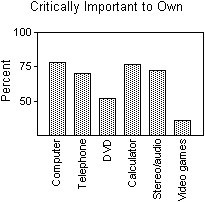 Critically Important to Own
100
75
50
Percent
Computer
Telephone
DVD
Calculator
Stereo/audio
Video games